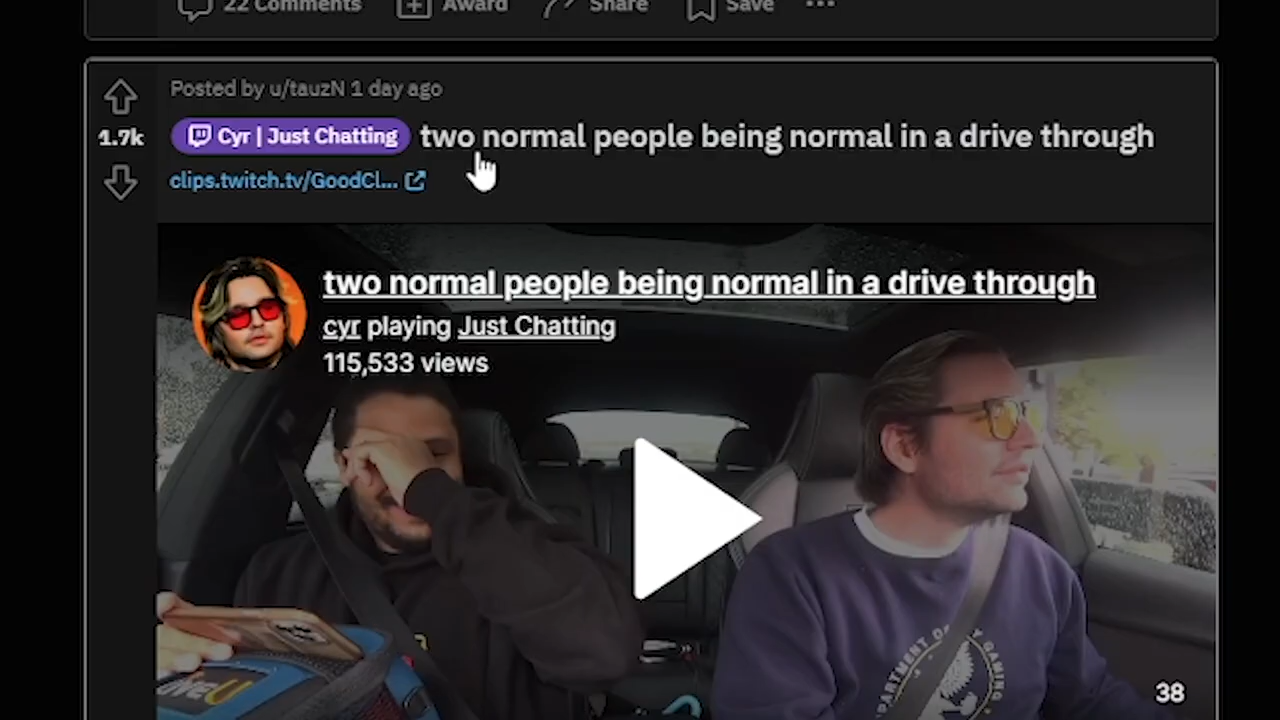 22 Comments Award Share Save
Posted by u/tauzN 1 day ago
1.7k
Cyr | Just Chatting two normal people being normal in a drive through
clips.twitch.tv/GoodCl...
two normal people being normal in a drive through
cyr playing Just Chatting
115,533 views
LiveU
38